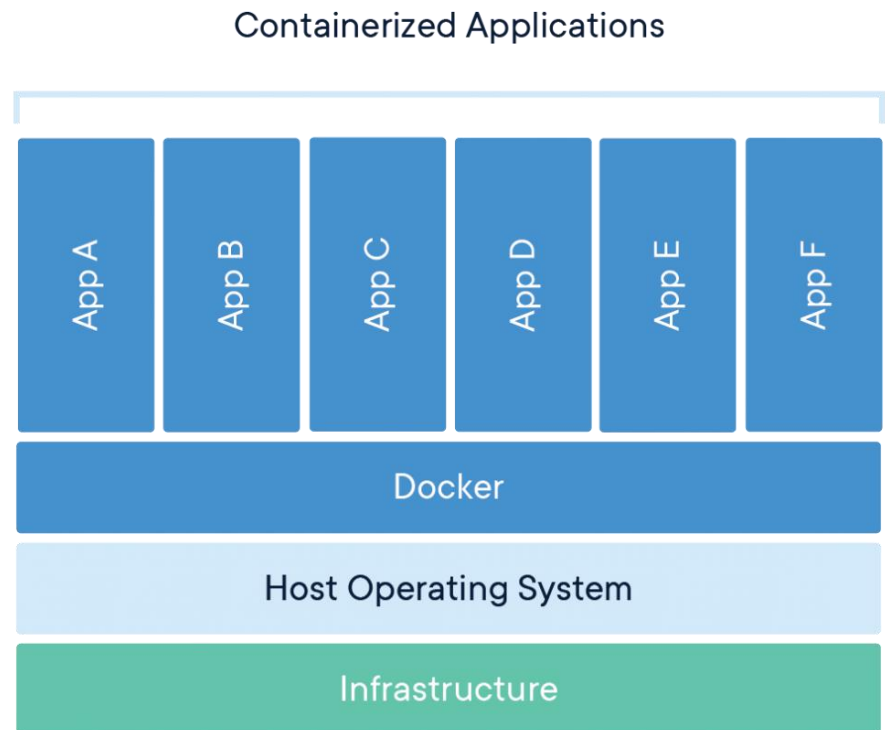 Containerized Applications
App A
App B
App C
App D
App E
App F
Docker
Host Operating System
Infrastructure